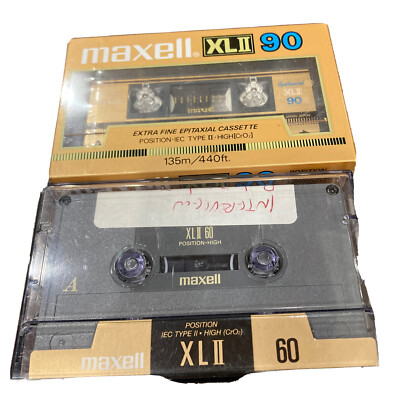 maxell XLII 90
Epitaxial
XLII
90
EXTRA FINE EPITAXIAL CASSETTE
POSITION·IEC TYPE II·HIGH[CrO₂]
135m/440ft.
INTERVIEW
XLII 60
POSITION·HIGH
A
maxell
POSITION
IEC TYPE II · HIGH (CrO₂)
maxell XLII 60